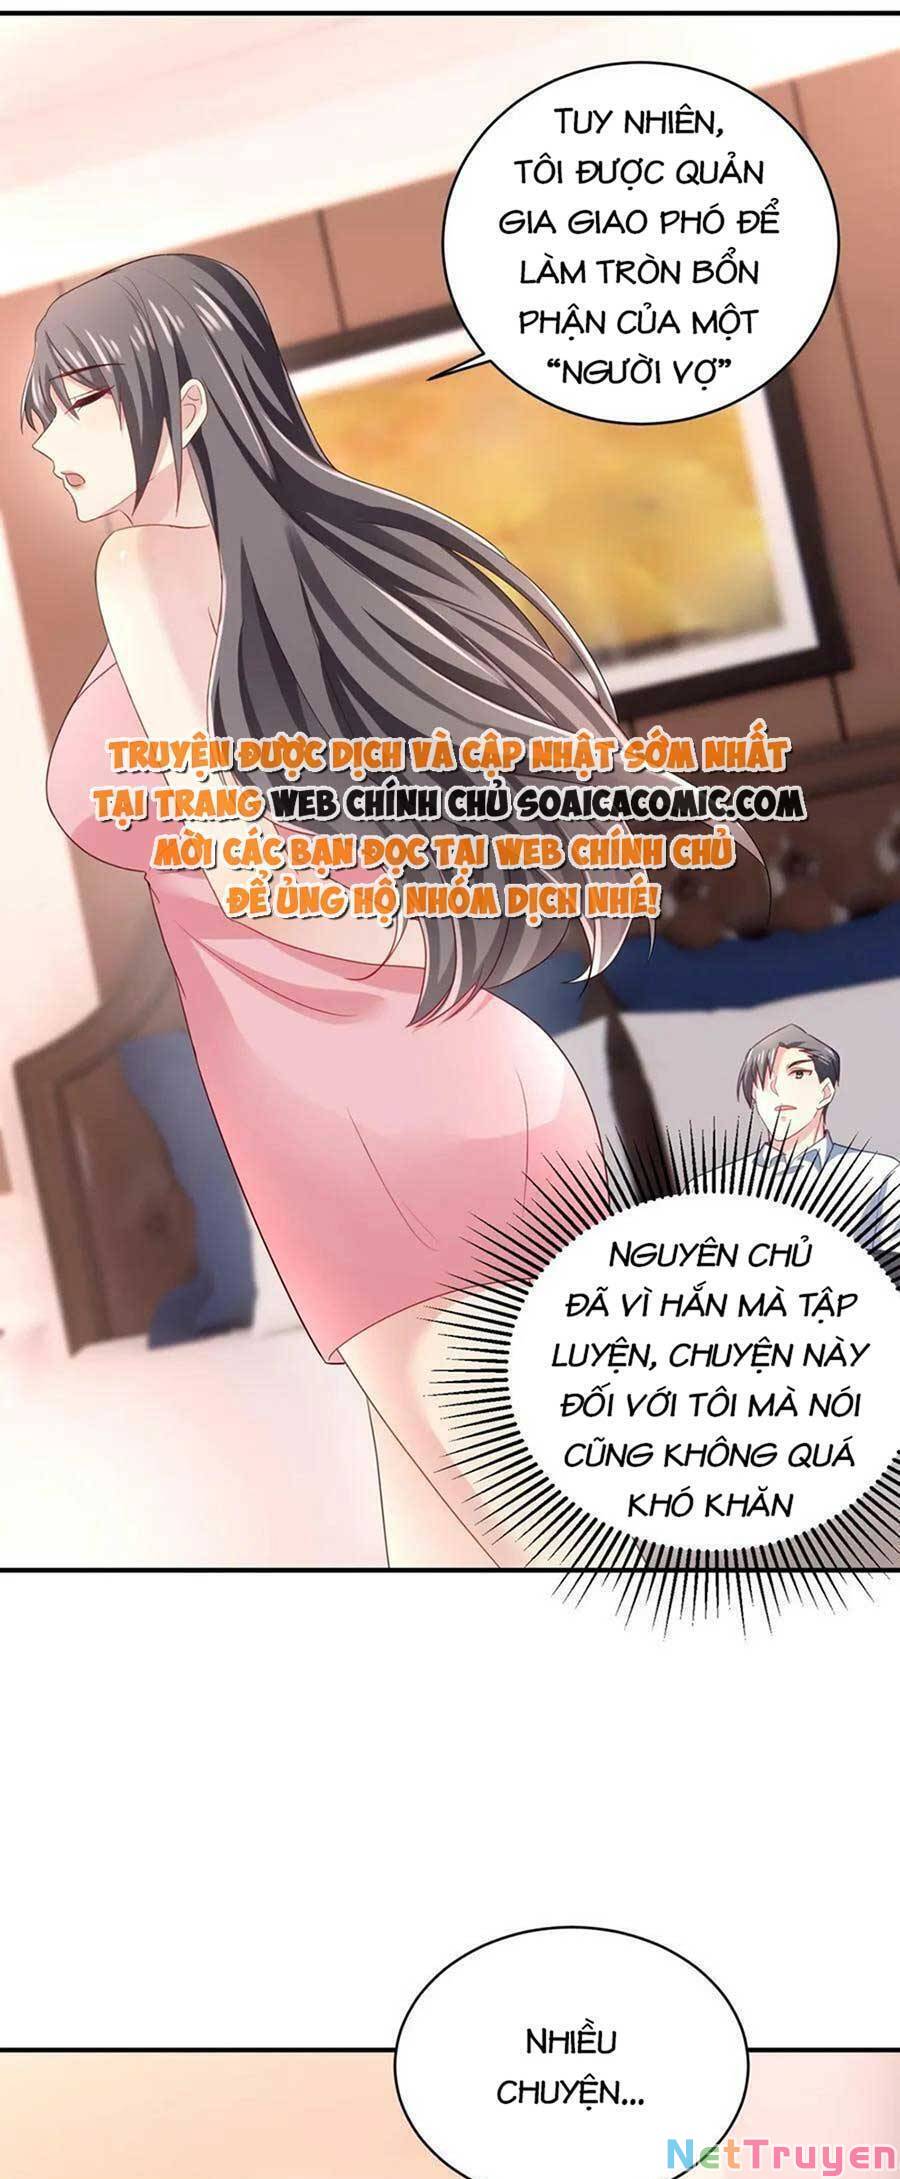 TUY NHIÊN,
TÔI ĐƯỢC QUẢN
GIA GIAO PHÓ ĐỂ
LÀM TRÒN BỔN
PHẬN CỦA MỘT
“NGƯỜI VỢ”
TRUYỆN ĐƯỢC DỊCH VÀ CẬP NHẬT SỚM NHẤT
TẠI TRANG WEB CHÍNH CHỦ SOAICACOMIC.COM
MỜI CÁC BẠN ĐỌC TẠI WEB CHÍNH CHỦ
ĐỂ ỦNG HỘ NHÓM DỊCH NHÉ!
NGUYÊN CHỦ
ĐÃ VÌ HẮN MÀ TẬP
LUYỆN, CHUYỆN NÀY
ĐỐI VỚI TÔI MÀ NÓI
CŨNG KHÔNG QUÁ
KHÓ KHĂN
NHIỀU
CHUYỆN...
NetTruyen